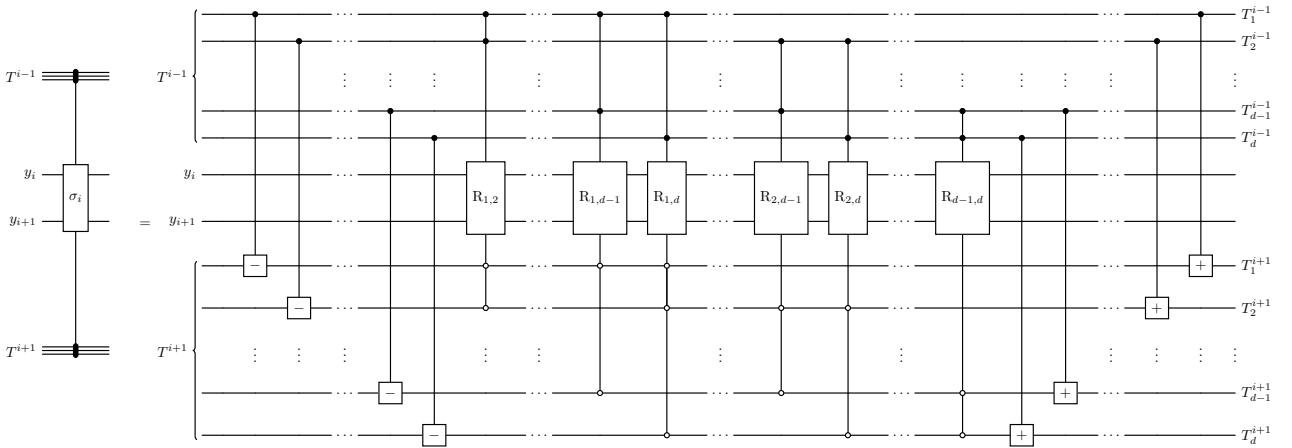 T^{i-1}
y_i
σ_i
y_{i+1}
T^{i+1}
=
T^{i-1}
y_i
y_{i+1}
T^{i+1}
R_{1,2} ··· R_{1,d−1} R_{1,d} ··· R_{2,d−1} R_{2,d} ··· R_{d−1,d}
− +
− +
− +
− +
T_1^{i-1}
T_2^{i-1}
T_{d-1}^{i-1}
T_d^{i-1}
T_1^{i+1}
T_2^{i+1}
T_{d-1}^{i+1}
T_d^{i+1}